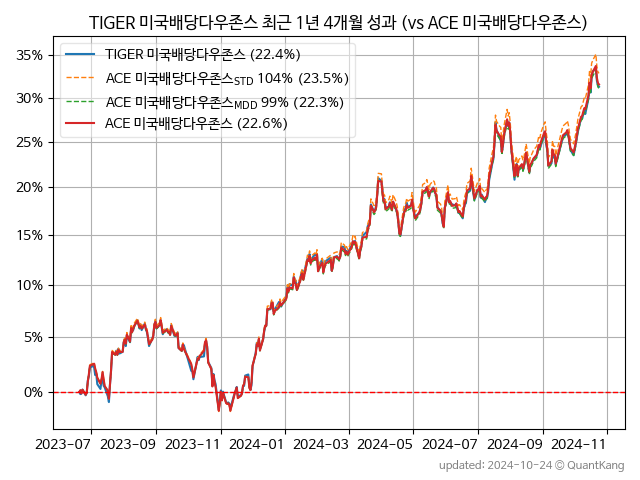 TIGER 미국배당다우존스 최근 1년 4개월 성과 (vs ACE 미국배당다우존스)
TIGER 미국배당다우존스 (22.4%)
ACE 미국배당다우존스STD 104% (23.5%)
ACE 미국배당다우존스MDD 99% (22.3%)
ACE 미국배당다우존스 (22.6%)
35%
30%
25%
20%
15%
10%
5%
0%
2023-07 2023-09 2023-11 2024-01 2024-03 2024-05 2024-07 2024-09 2024-11
updated: 2024-10-24 © QuantKang